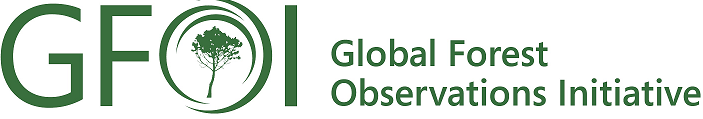 GFOI
Global Forest
Observations Initiative